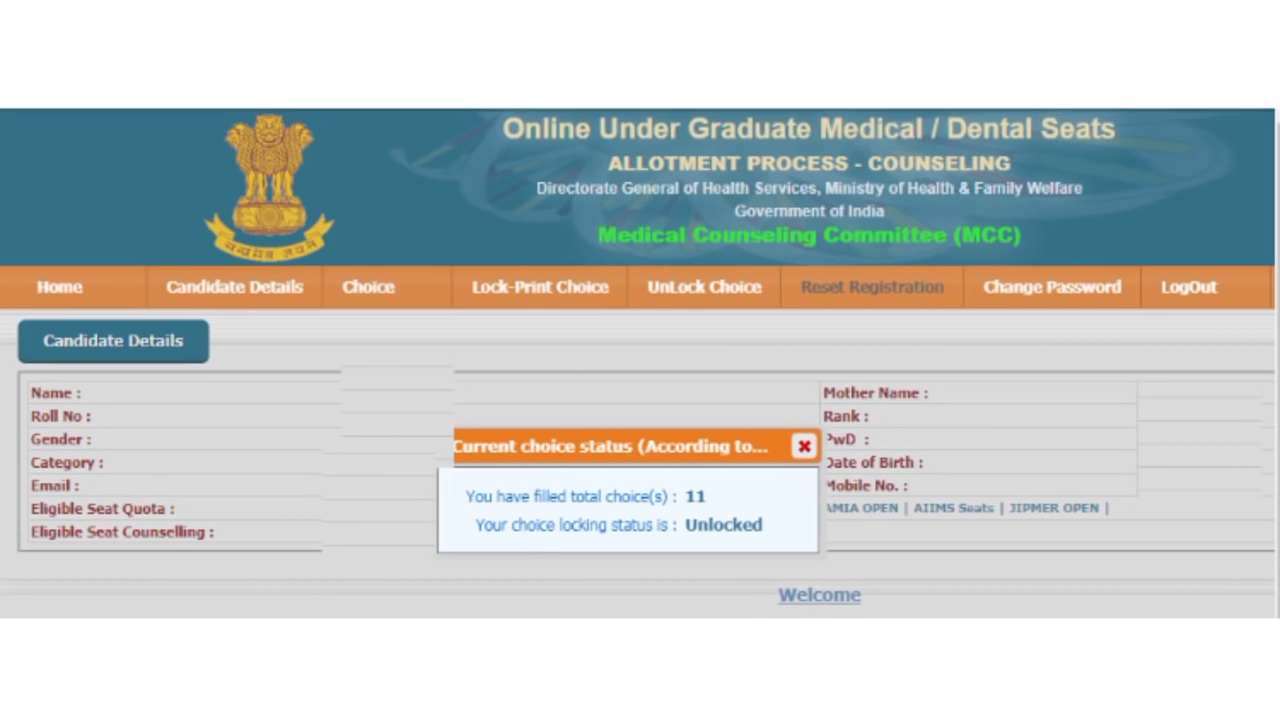 Online Under Graduate Medical / Dental Seats
ALLOTMENT PROCESS - COUNSELING
Directorate General of Health Services, Ministry of Health & Family Welfare
Government of India
Medical Counseling Committee (MCC)
सत्यमेव जयते
Home Candidate Details Choice Lock-Print Choice UnLock Choice Reset Registration Change Password LogOut
Candidate Details
Name : Mother Name :
Roll No : Rank :
Gender : PwD :
Category : Date of Birth :
Email : Mobile No. :
Eligible Seat Quota : AMIA OPEN | AIIMS Seats | JIPMER OPEN |
Eligible Seat Counselling :
Current choice status (According to...
You have filled total choice(s) : 11
Your choice locking status is : Unlocked
Welcome